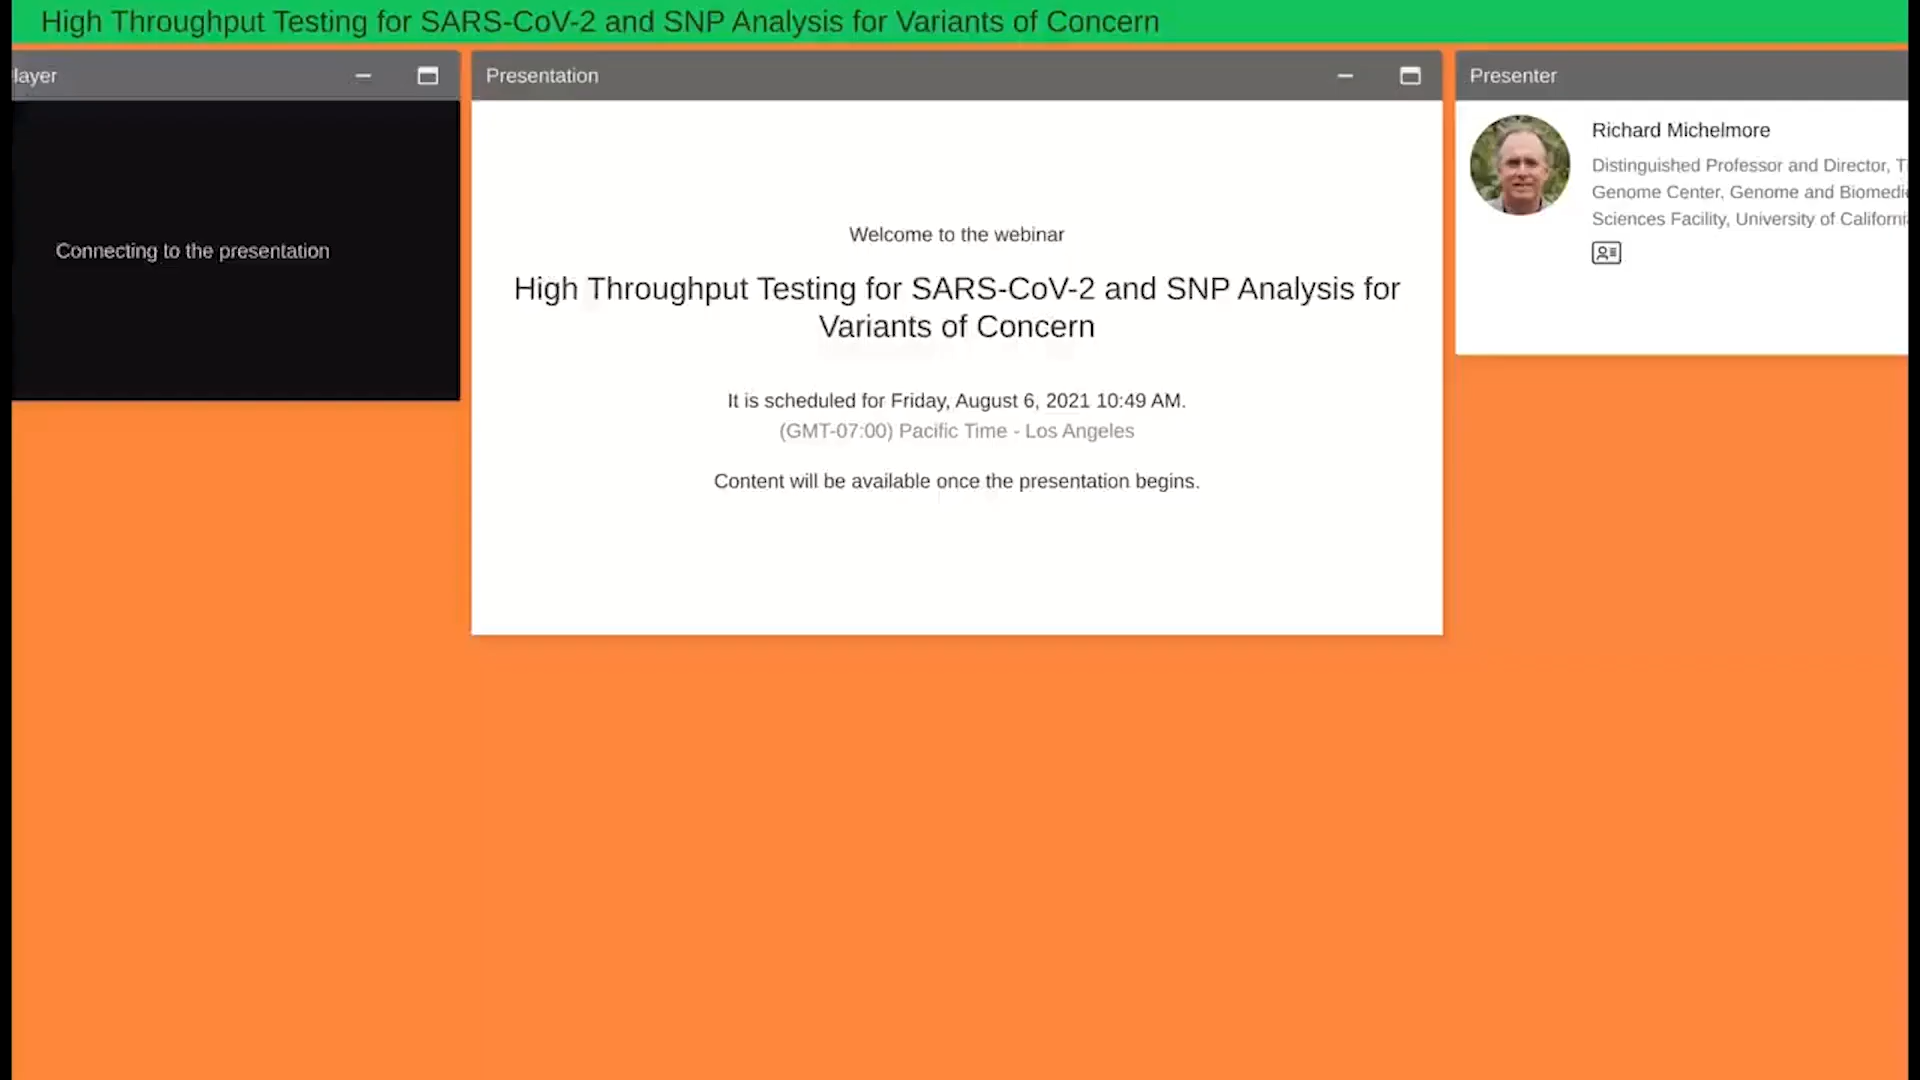 High Throughput Testing for SARS-CoV-2 and SNP Analysis for Variants of Concern
layer
Connecting to the presentation
Presentation
Welcome to the webinar
High Throughput Testing for SARS-CoV-2 and SNP Analysis for
Variants of Concern
It is scheduled for Friday, August 6, 2021 10:49 AM.
(GMT-07:00) Pacific Time - Los Angeles
Content will be available once the presentation begins.
Presenter
Richard Michelmore
Distinguished Professor and Director, T
Genome Center, Genome and Biomedi
Sciences Facility, University of Californi